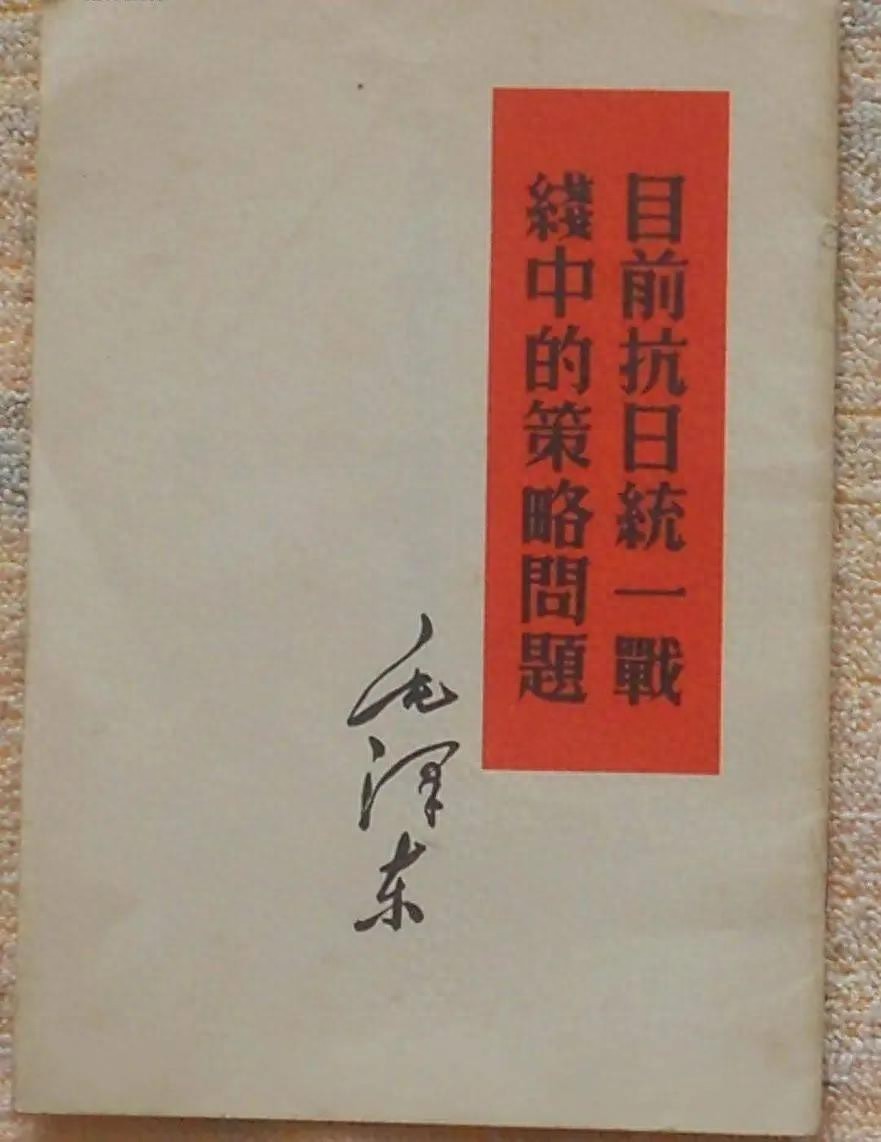 目前抗日統一戰
綫中的策略問題
毛泽东